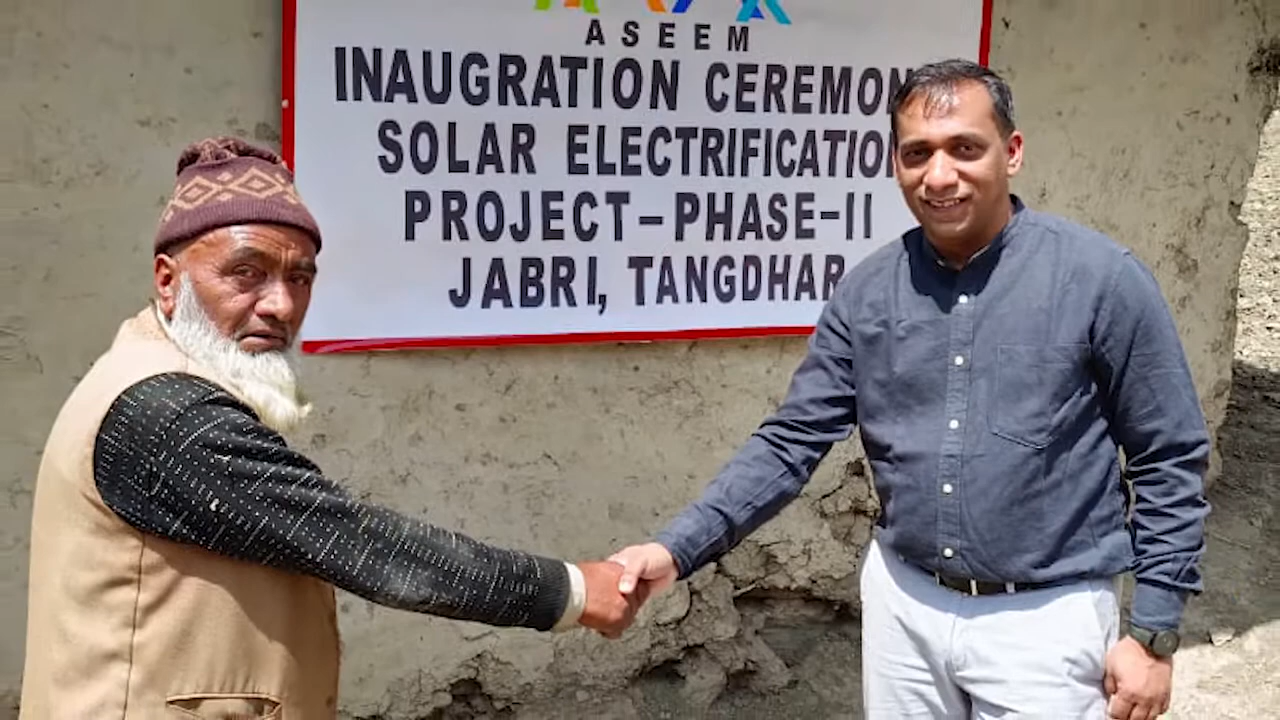 ASEEM
INAUGRATION CEREMON
SOLAR ELECTRIFICATION
PROJECT-PHASE-II
JABRI, TANGDHAR